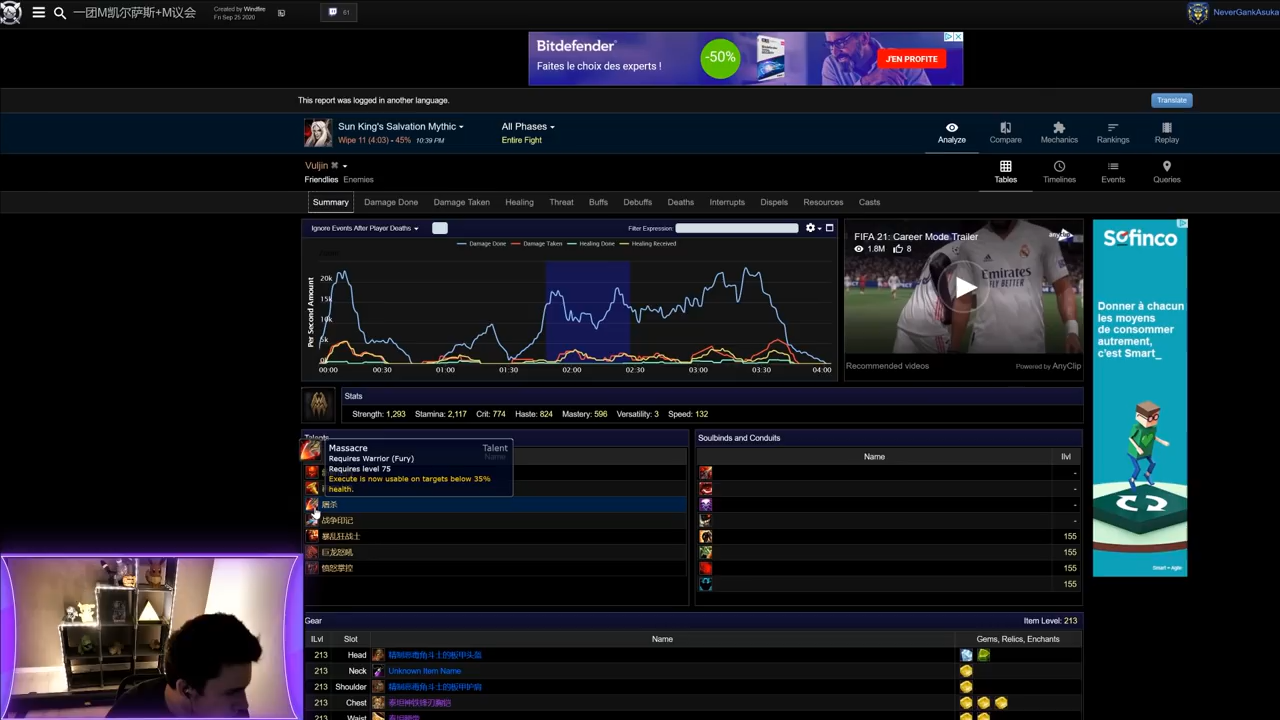 一团M凯尔萨斯+M议会
Created by Windfire
Fri Sep 25 2020
61
NeverGankAsuka
Bitdefender
Faites le choix des experts !
-50%
J'EN PROFITE
This report was logged in another language.
Translate
Sun King's Salvation Mythic
Wipe 11 (4:03) - 45% 10:39 PM
All Phases
Entire Fight
Analyze
Compare
Mechanics
Rankings
Replay
Vuljin
Friendlies Enemies
Tables
Timelines
Events
Queries
Summary Damage Done Damage Taken Healing Threat Buffs Debuffs Deaths Interrupts Dispels Resources Casts
Ignore Events After Player Deaths
Filter Expression:
Damage Done Damage Taken Healing Done Healing Received
Per Second Amount
20k
15k
10k
5k
0k
00:00 00:30 01:00 01:30 02:00 02:30 03:00 03:30 04:00
FIFA 21: Career Mode Trailer
1.8M 8
Recommended videos
Powered by AnyClip
Sofinco
Donner à chacun
les moyens
de consommer
autrement,
c'est Smart_
Smart = Agile
Stats
Strength: 1,293 Stamina: 2,117 Crit: 774 Haste: 824 Mastery: 596 Versatility: 3 Speed: 132
Talents
Name
Massacre Talent
Requires Warrior (Fury)
Requires level 75
Execute is now usable on targets below 35%
health.
屠杀
战争印记
暴乱狂战士
巨龙怒吼
愤怒掌控
Soulbinds and Conduits
Name Ilvl
-
-
-
-
155
155
155
155
Gear
Item Level: 213
ILvl Slot Name Gems, Relics, Enchants
213 Head
213 Neck Unknown Item Name
213 Shoulder
213 Chest
Waist